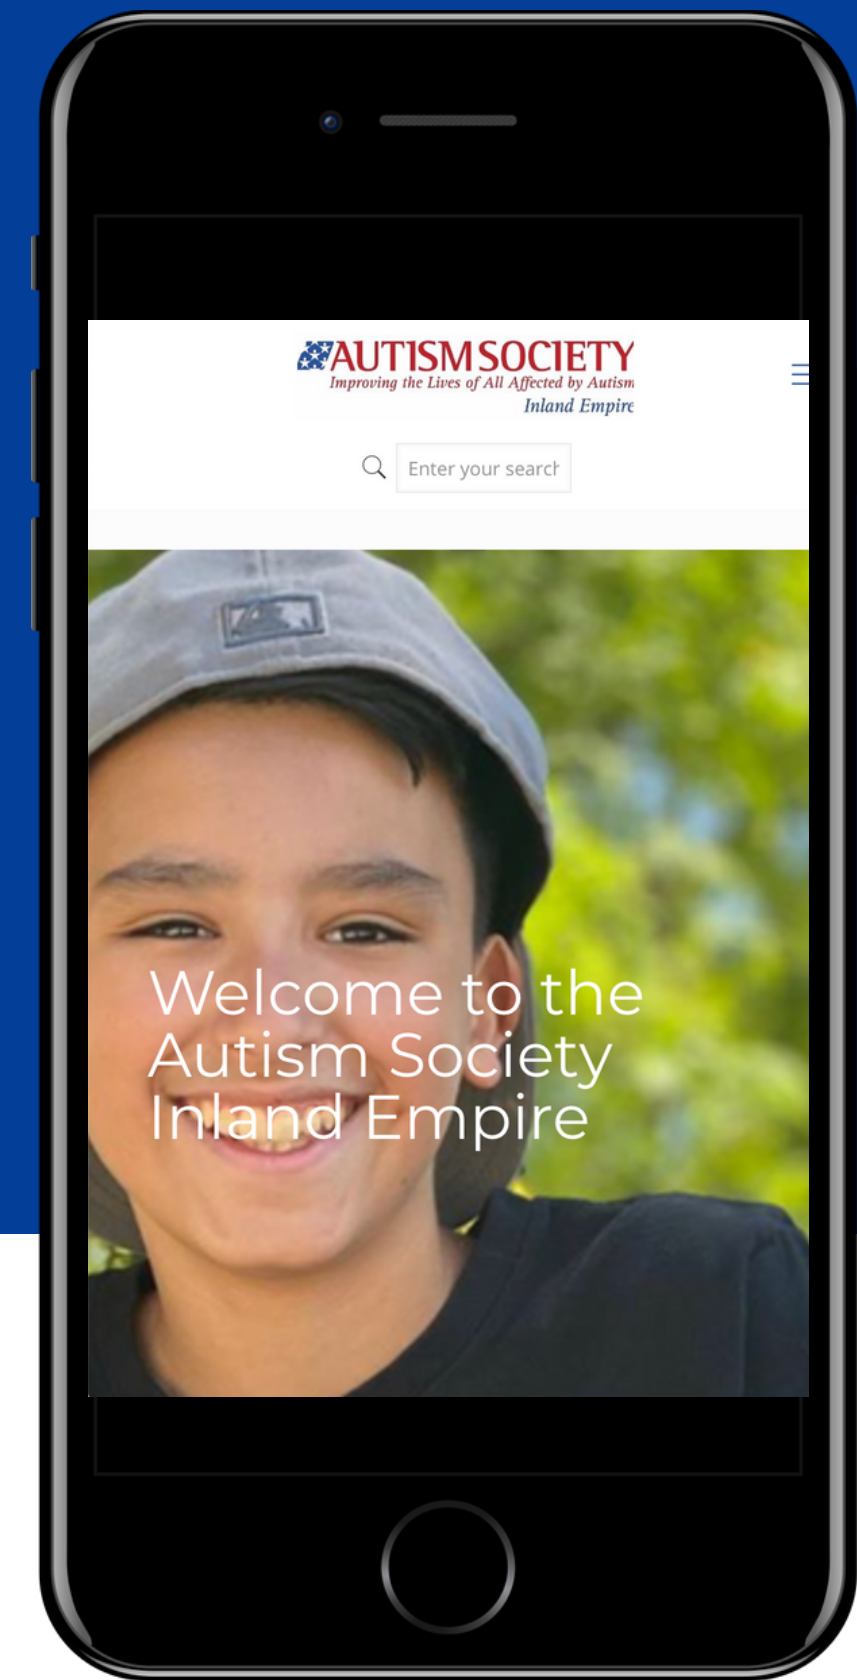 AUTISM SOCIETY
Improving the Lives of All Affected by Autism
Inland Empire
Enter your search
Welcome to the
Autism Society
Inland Empire